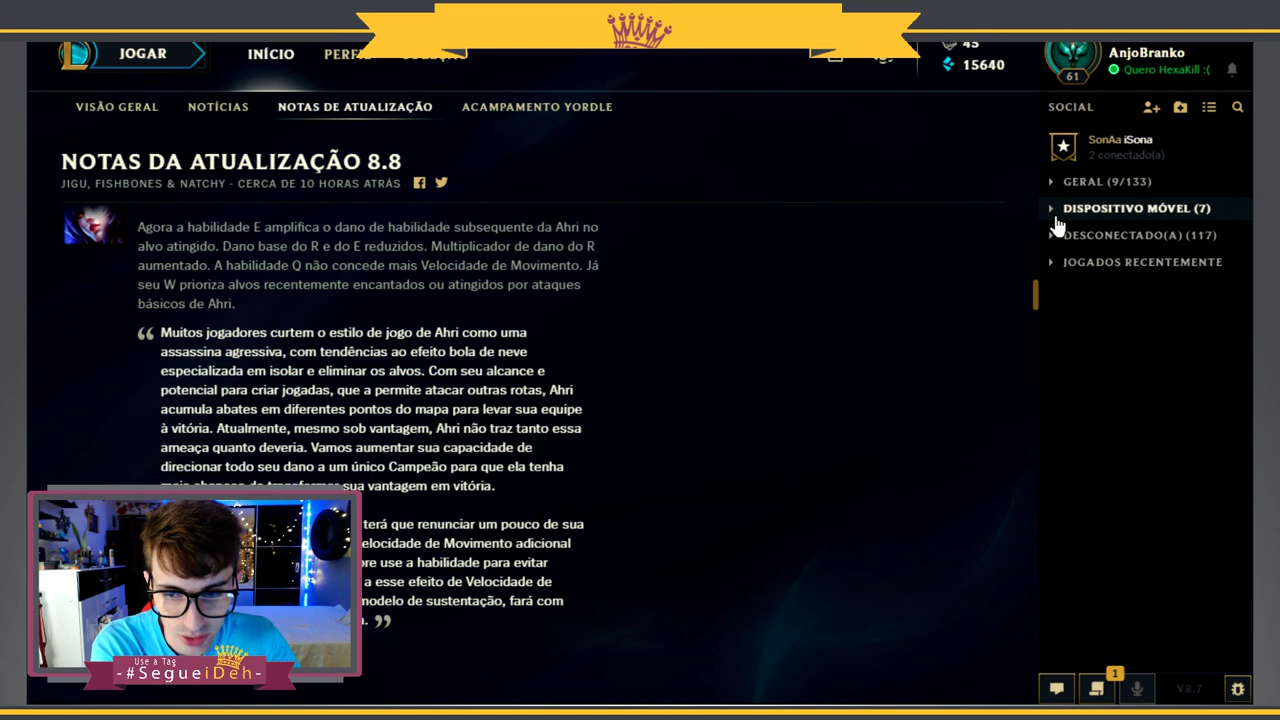 JOGAR
INÍCIO
45
15640
AnjoBranko
Quero HexaKill :(
61
VISÃO GERAL
NOTÍCIAS
NOTAS DE ATUALIZAÇÃO
ACAMPAMENTO YORDLE
SOCIAL
NOTAS DA ATUALIZAÇÃO 8.8
JIGU, FISHBONES & NATCHY - CERCA DE 10 HORAS ATRÁS
SonAa iSona
2 conectado(a)
GERAL (9/133)
DISPOSITIVO MÓVEL (7)
DESCONECTADO(A) (117)
JOGADOS RECENTEMENTE
Agora a habilidade E amplifica o dano de habilidade subsequente da Ahri no
alvo atingido. Dano base do R e do E reduzidos. Multiplicador de dano do R
aumentado. A habilidade Q não concede mais Velocidade de Movimento. Já
seu W prioriza alvos recentemente encantados ou atingidos por ataques
básicos de Ahri.
“ Muitos jogadores curtem o estilo de jogo de Ahri como uma
assassina agressiva, com tendências ao efeito bola de neve
especializada em isolar e eliminar os alvos. Com seu alcance e
potencial para criar jogadas, que a permite atacar outras rotas, Ahri
acumula abates em diferentes pontos do mapa para levar sua equipe
à vitória. Atualmente, mesmo sob vantagem, Ahri não traz tanto essa
ameaça quanto deveria. Vamos aumentar sua capacidade de
direcionar todo seu dano a um único Campeão para que ela tenha
sua vantagem em vitória.
terá que renunciar um pouco de sua
elocidade de Movimento adicional
use a habilidade para evitar
a esse efeito de Velocidade de
modelo de sustentação, fará com
”
Use a Tag
-#SegueiDeh-
1
V8.7